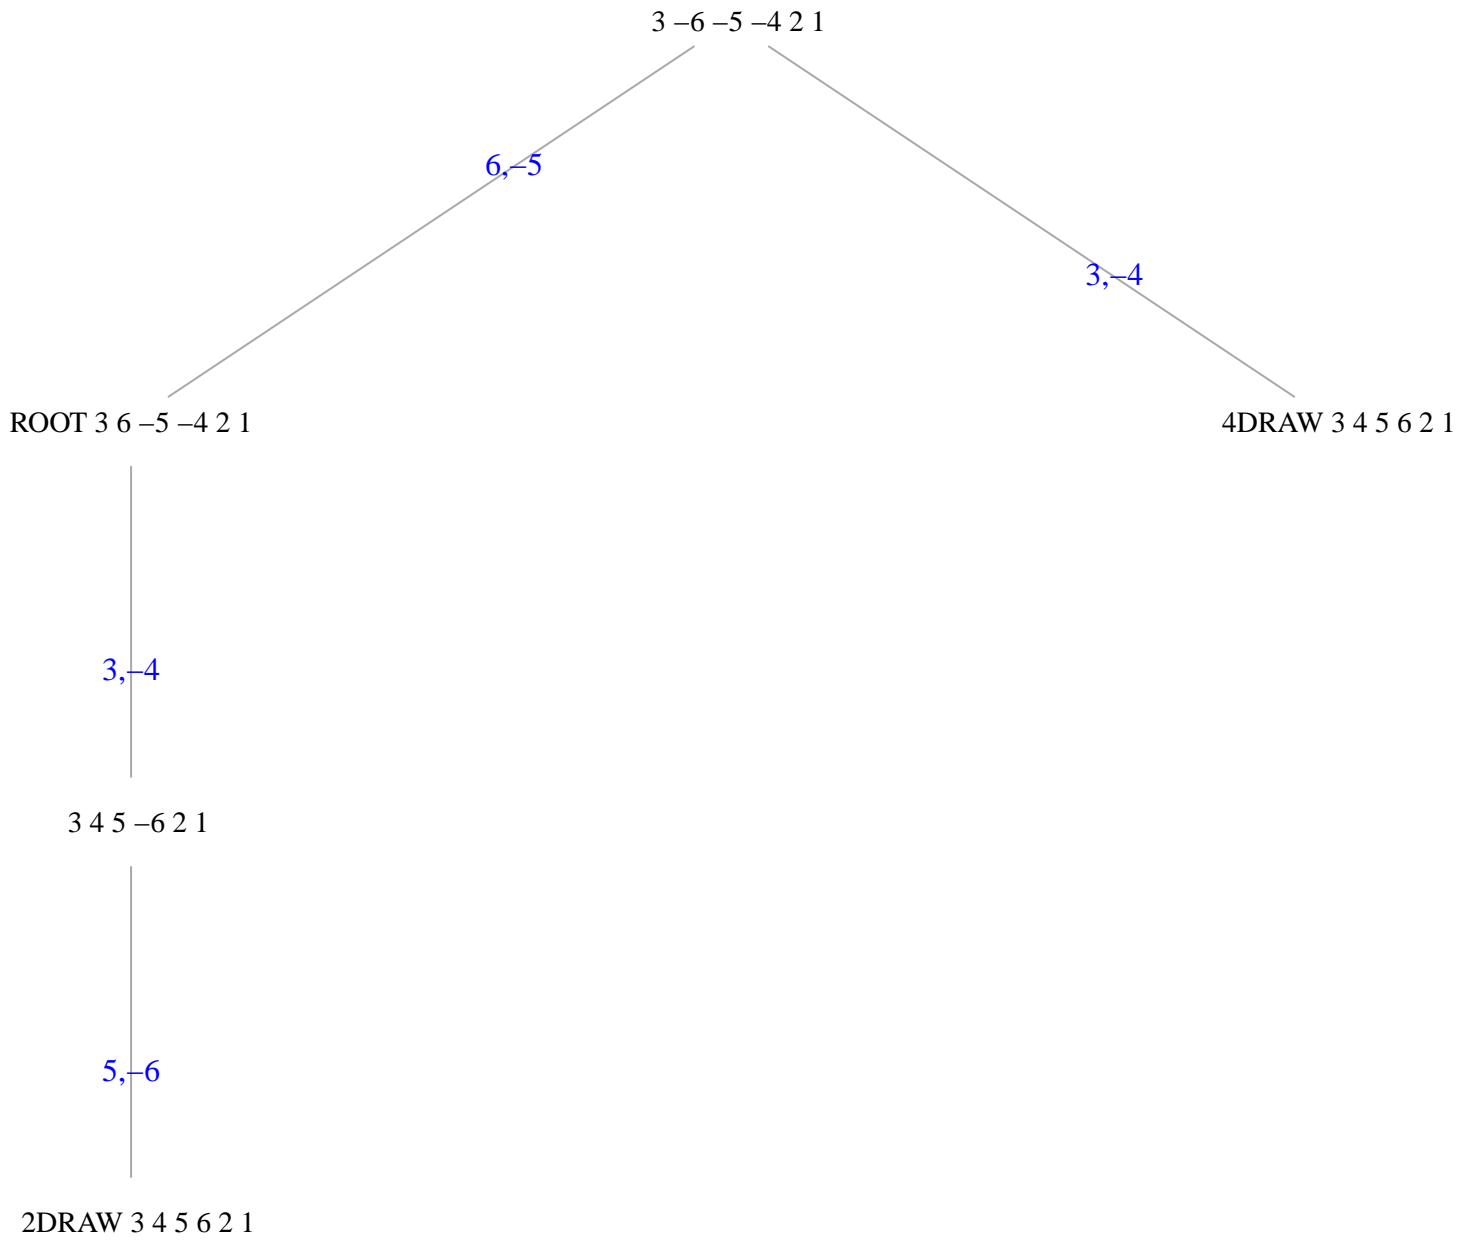 3 –6 –5 –4 2 1
6,–5
3,–4
ROOT 3 6 –5 –4 2 1
4DRAW 3 4 5 6 2 1
3,–4
3 4 5 –6 2 1
5,–6
2DRAW 3 4 5 6 2 1